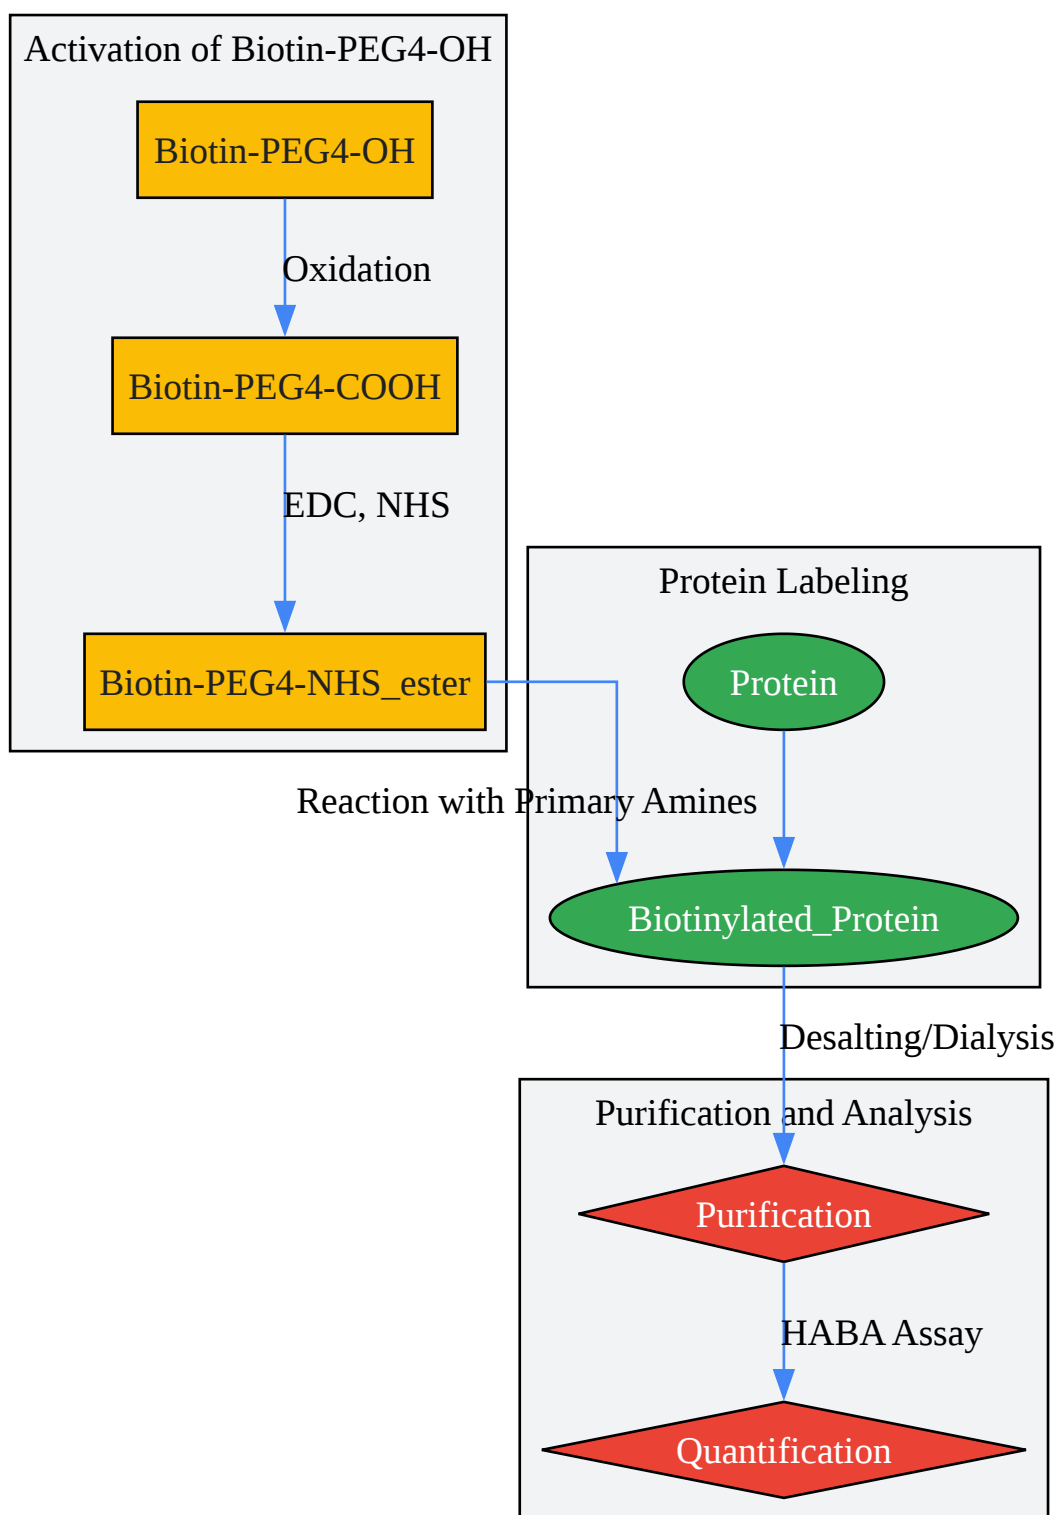 Activation of Biotin-PEG4-OH
Biotin-PEG4-OH
Oxidation
Biotin-PEG4-COOH
EDC, NHS
Biotin-PEG4-NHS_ester
Protein Labeling
Protein
Reaction with Primary Amines
Biotinylated_Protein
Desalting/Dialysis
Purification and Analysis
Purification
HABA Assay
Quantification